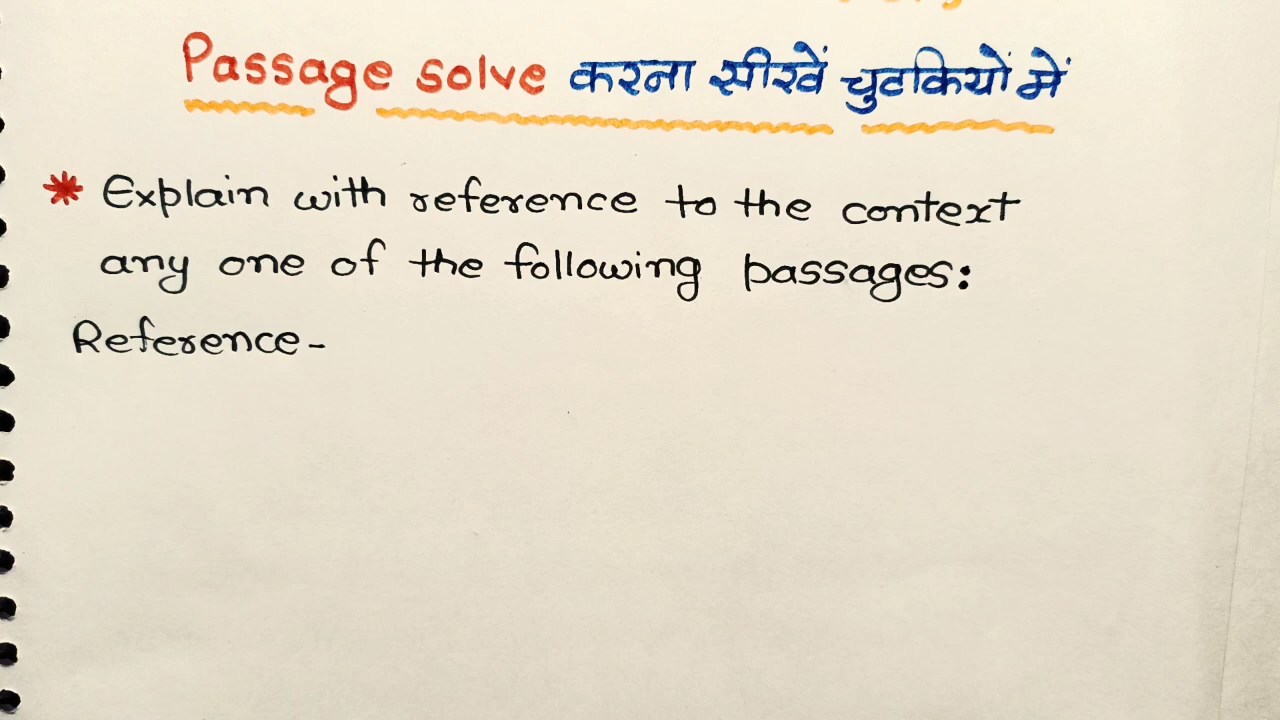 Passage solve करना सीखें चुटकियों में
* Explain with reference to the context
any one of the following passages:
Reference-